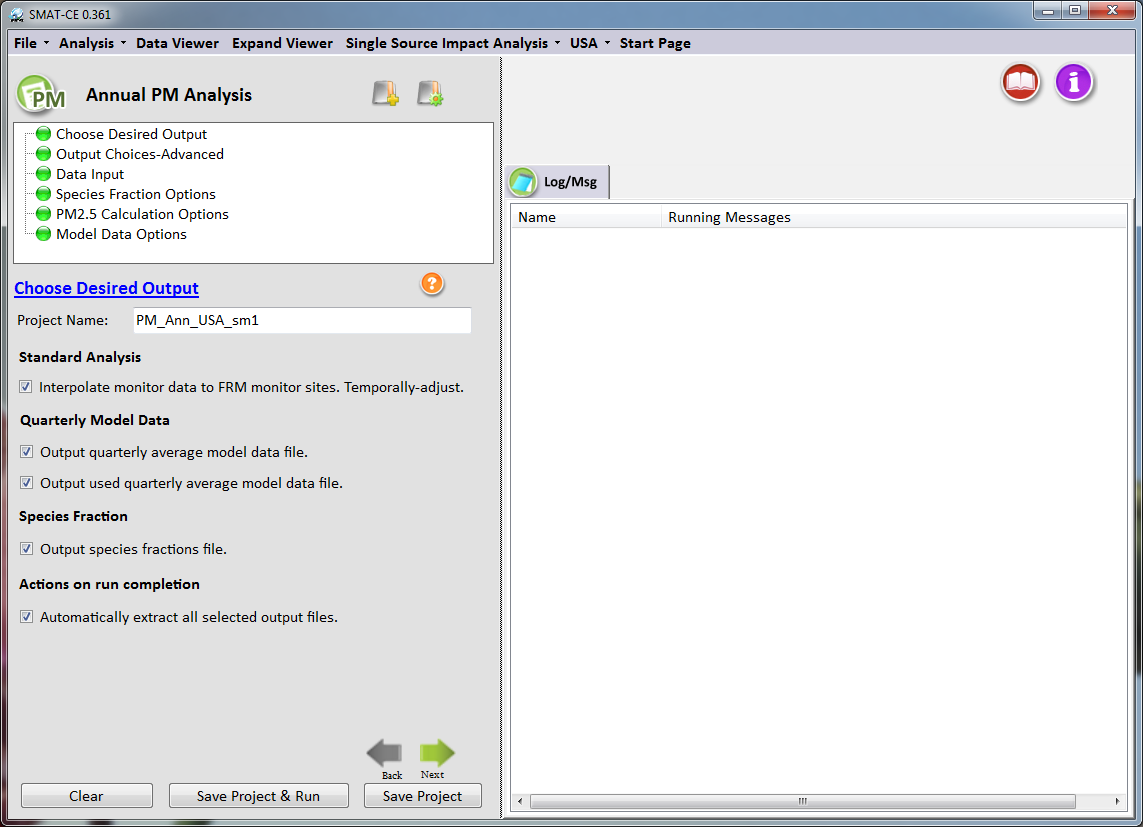 SMAT-CE 0.361
File Analysis Data Viewer Expand Viewer Single Source Impact Analysis USA Start Page
PM Annual PM Analysis
Choose Desired Output
Output Choices-Advanced
Data Input
Species Fraction Options
PM2.5 Calculation Options
Model Data Options
Choose Desired Output ?
Project Name: PM_Ann_USA_sm1
Standard Analysis
Interpolate monitor data to FRM monitor sites. Temporally-adjust.
Quarterly Model Data
Output quarterly average model data file.
Output used quarterly average model data file.
Species Fraction
Output species fractions file.
Actions on run completion
Automatically extract all selected output files.
Back Next
Clear Save Project & Run Save Project
i
Log/Msg
Name Running Messages